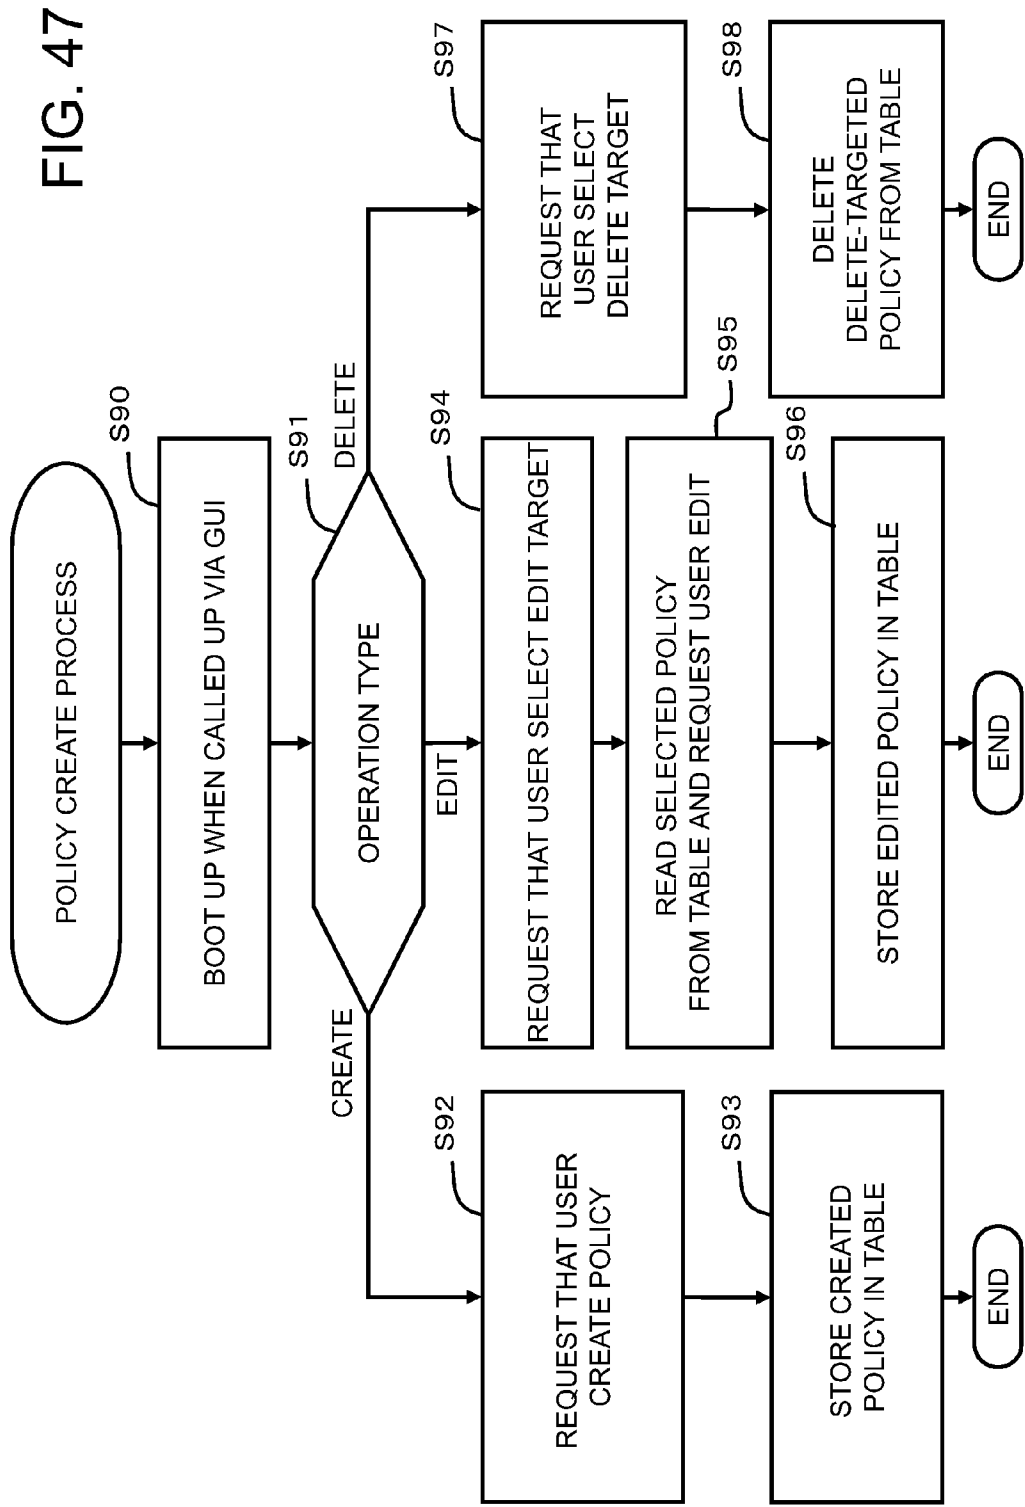 FIG. 47
POLICY CREATE PROCESS
S90
BOOT UP WHEN CALLED UP VIA GUI
S91
OPERATION TYPE
CREATE
EDIT
DELETE
S92
REQUEST THAT USER
CREATE POLICY
S93
STORE CREATED
POLICY IN TABLE
END
S94
REQUEST THAT USER SELECT EDIT TARGET
S95
READ SELECTED POLICY
FROM TABLE AND REQUEST USER EDIT
S96
STORE EDITED POLICY IN TABLE
END
S97
REQUEST THAT
USER SELECT
DELETE TARGET
S98
DELETE
DELETE-TARGETED
POLICY FROM TABLE
END